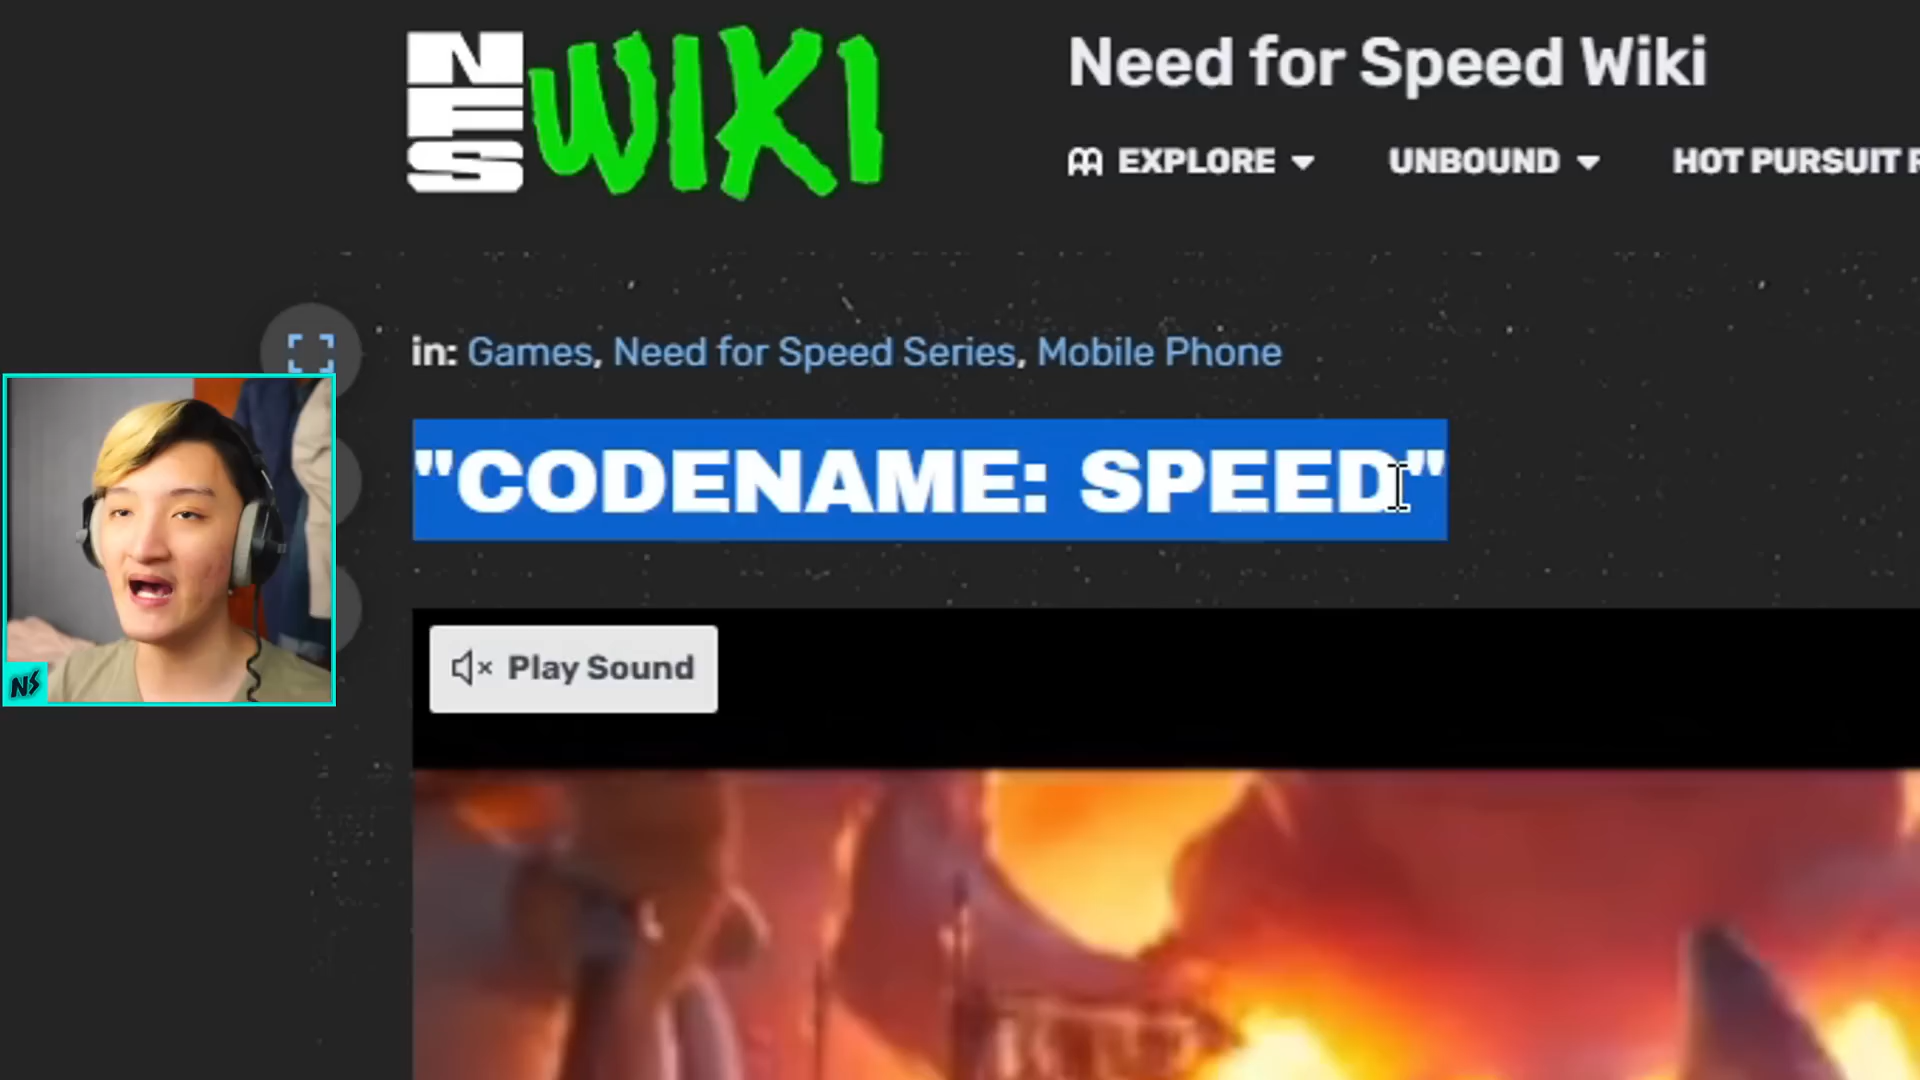 NFS WIKI
Need for Speed Wiki
EXPLORE
UNBOUND
HOT PURSUIT
in: Games, Need for Speed Series, Mobile Phone
"CODENAME: SPEED"
Play Sound
NS